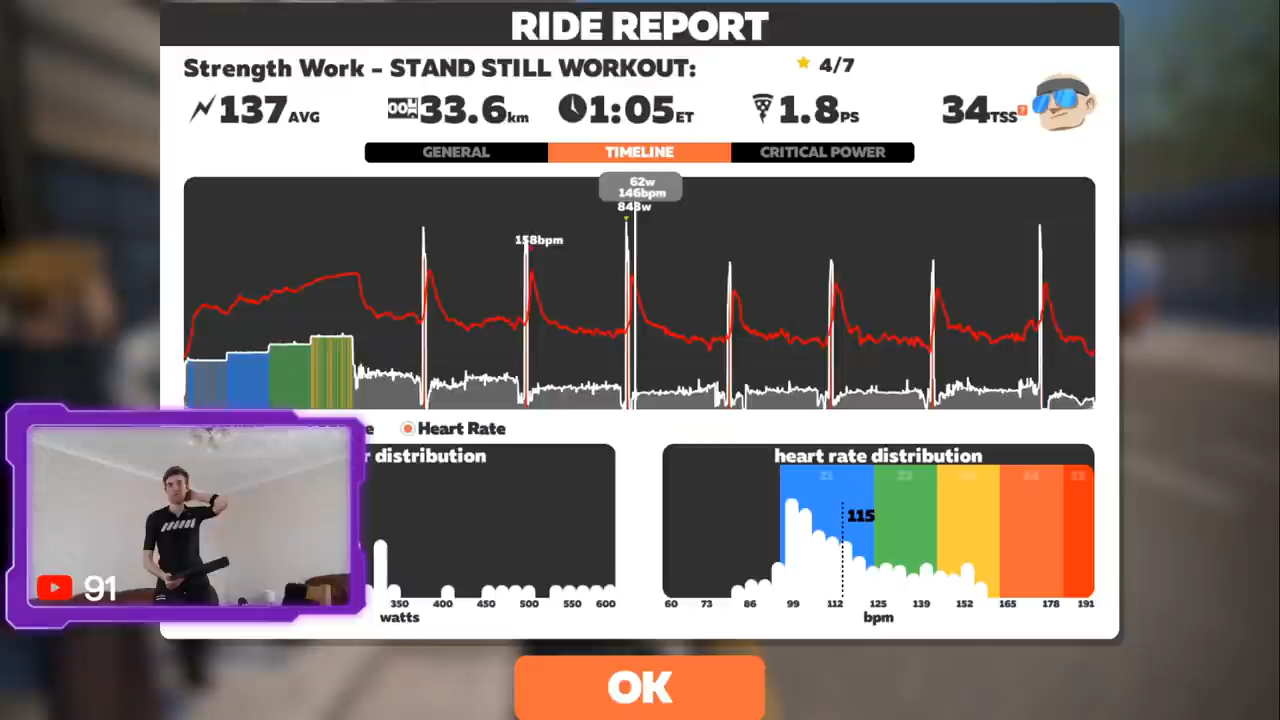 RIDE REPORT
Strength Work - STAND STILL WORKOUT:
4/7
137AVG
33.6km
1:05ET
1.8PS
34TSS
?
GENERAL
TIMELINE
CRITICAL POWER
62w
146bpm
843w
158bpm
Heart Rate
distribution
heart rate distribution
115
350 400 450 500 550 600
watts
60 73 86 99 112 125 139 152 165 178 191
bpm
91
OK